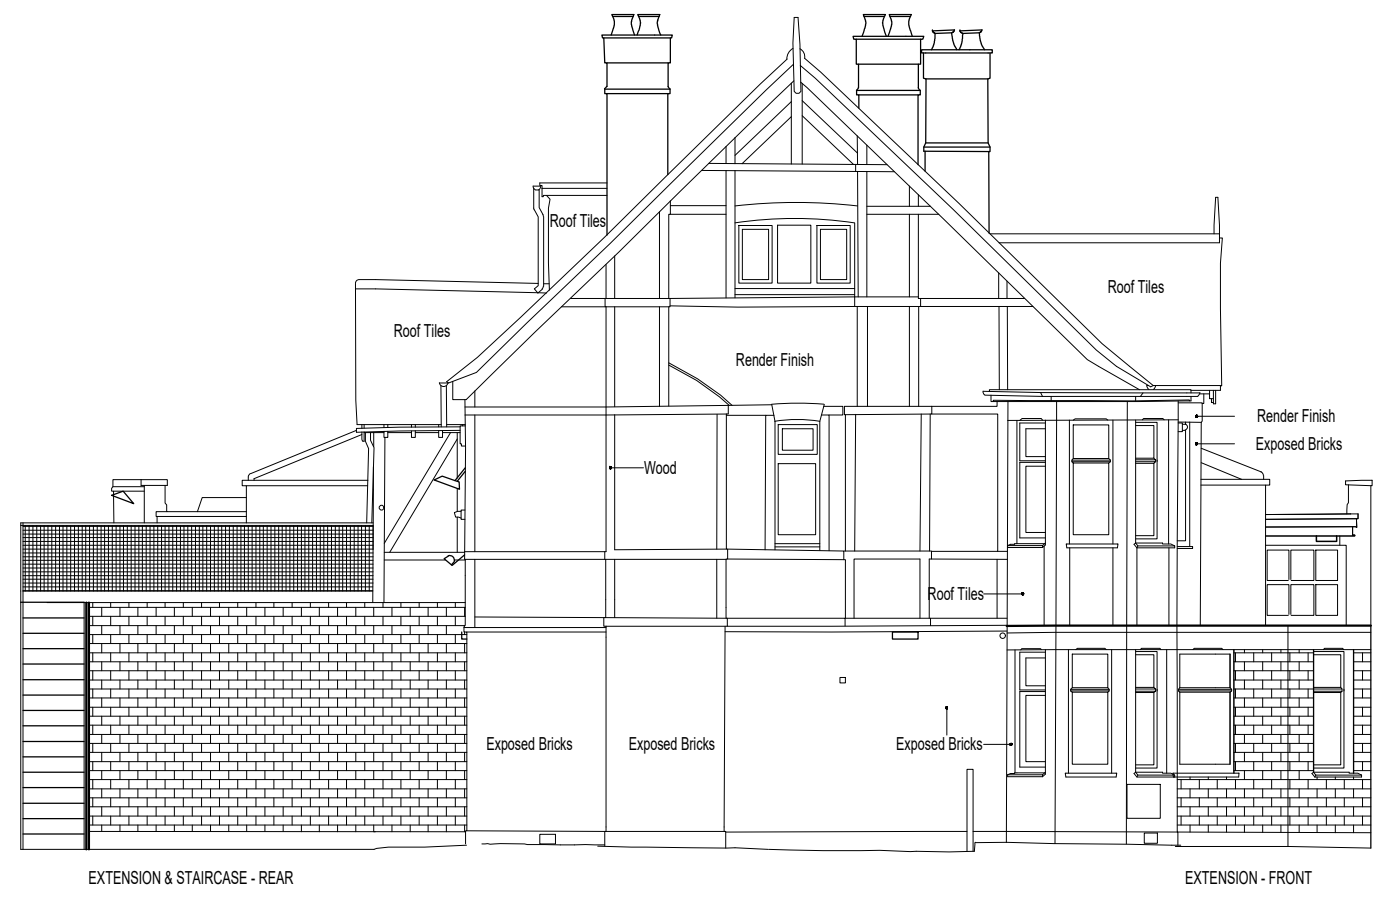 Roof Tiles
Roof Tiles
Roof Tiles
Render Finish
Render Finish
Exposed Bricks
Wood
Roof Tiles
Exposed Bricks
Exposed Bricks
Exposed Bricks
EXTENSION & STAIRCASE - REAR
EXTENSION - FRONT